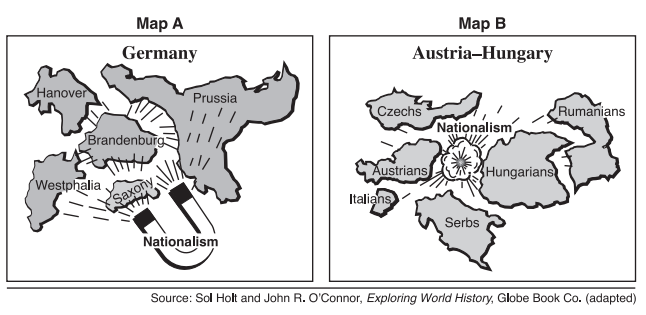 Map A
Germany
Hanover
Prussia
Brandenburg
Westphalia
Saxony
Nationalism
Map B
Austria–Hungary
Czechs
Rumanians
Nationalism
Austrians
Hungarians
Italians
Serbs
Source: Sol Holt and John R. O'Connor, Exploring World History, Globe Book Co. (adapted)